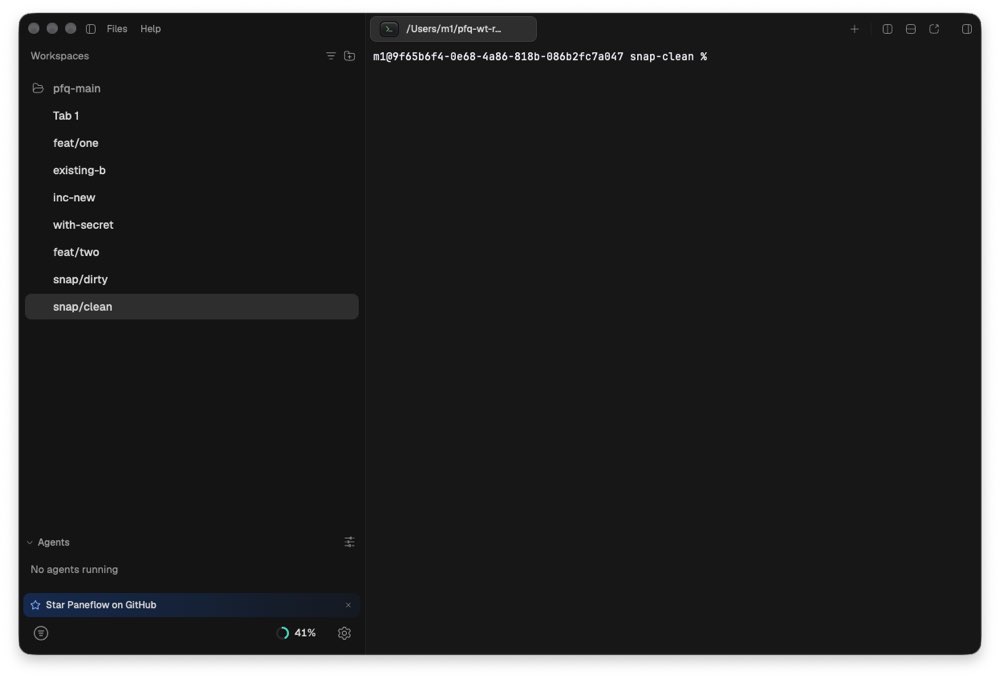 Files Help
/Users/m1/pfq-wt-r...
Workspaces
m1@9f65b6f4-0e68-4a86-818b-086b2fc7a047 snap-clean %
pfq-main
Tab 1
feat/one
existing-b
inc-new
with-secret
feat/two
snap/dirty
snap/clean
Agents
No agents running
Star Paneflow on GitHub
41%